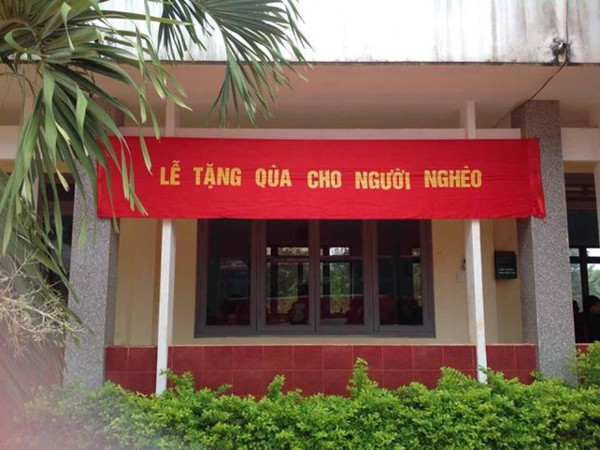 LỄ TẶNG QÙA CHO NGƯỜI NGHÈO